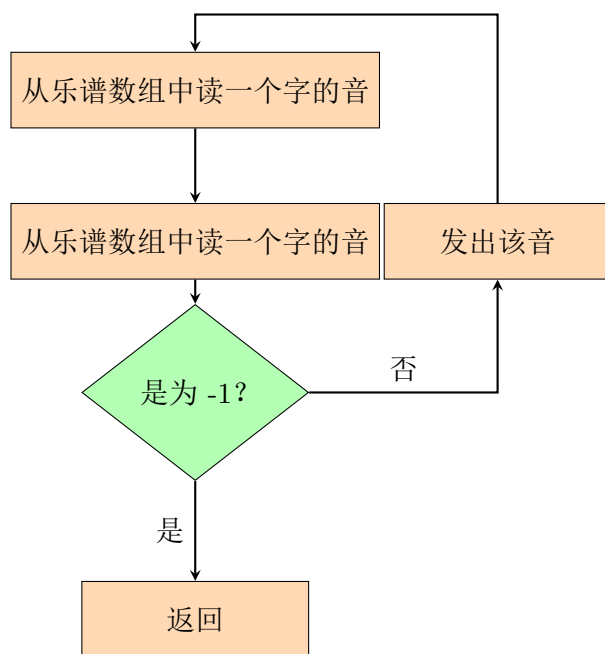 从乐谱数组中读一个字的音
从乐谱数组中读一个字的音
发出该音
是为 -1？
否
是
返回